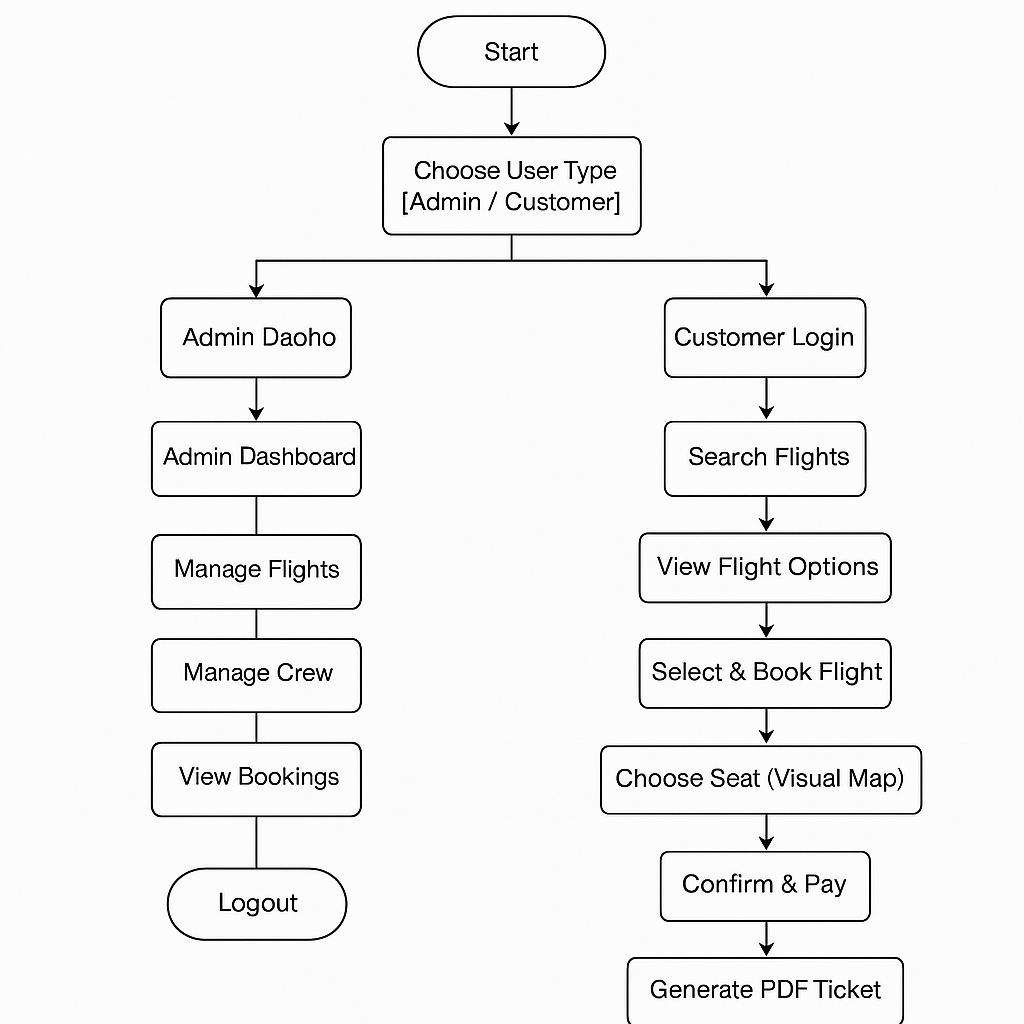 Start
Choose User Type
[Admin / Customer]
Admin Daoho
Admin Dashboard
Manage Flights
Manage Crew
View Bookings
Logout
Customer Login
Search Flights
View Flight Options
Select & Book Flight
Choose Seat (Visual Map)
Confirm & Pay
Generate PDF Ticket